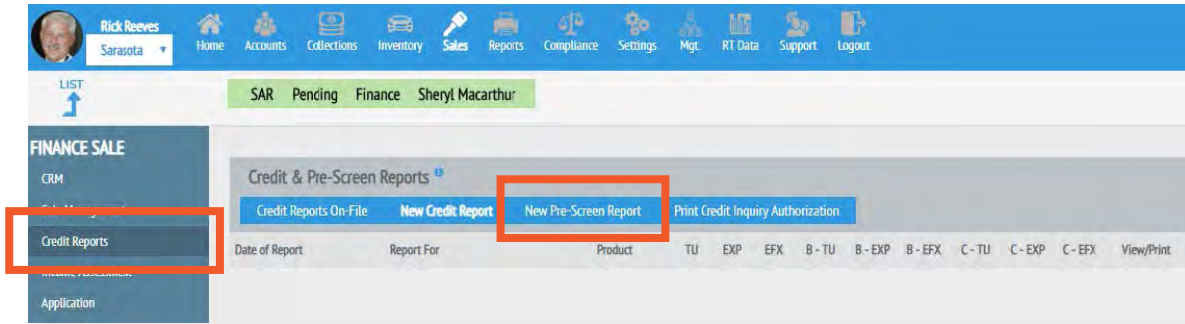 Rick Reeves
Sarasota
Home Accounts Collections Inventory Sales Reports Compliance Settings Mgt. RT Data Support Logout
LIST
SAR Pending Finance Sheryl Macarthur
FINANCE SALE
CRM
Credit & Pre-Screen Reports
Credit Reports On-File New Credit Report New Pre-Screen Report Print Credit Inquiry Authorization
Credit Reports
Date of Report Report For Product TU EXP EFX B - TU B - EXP B - EFX C - TU C - EXP C - EFX View/Print
Income Assessment
Application